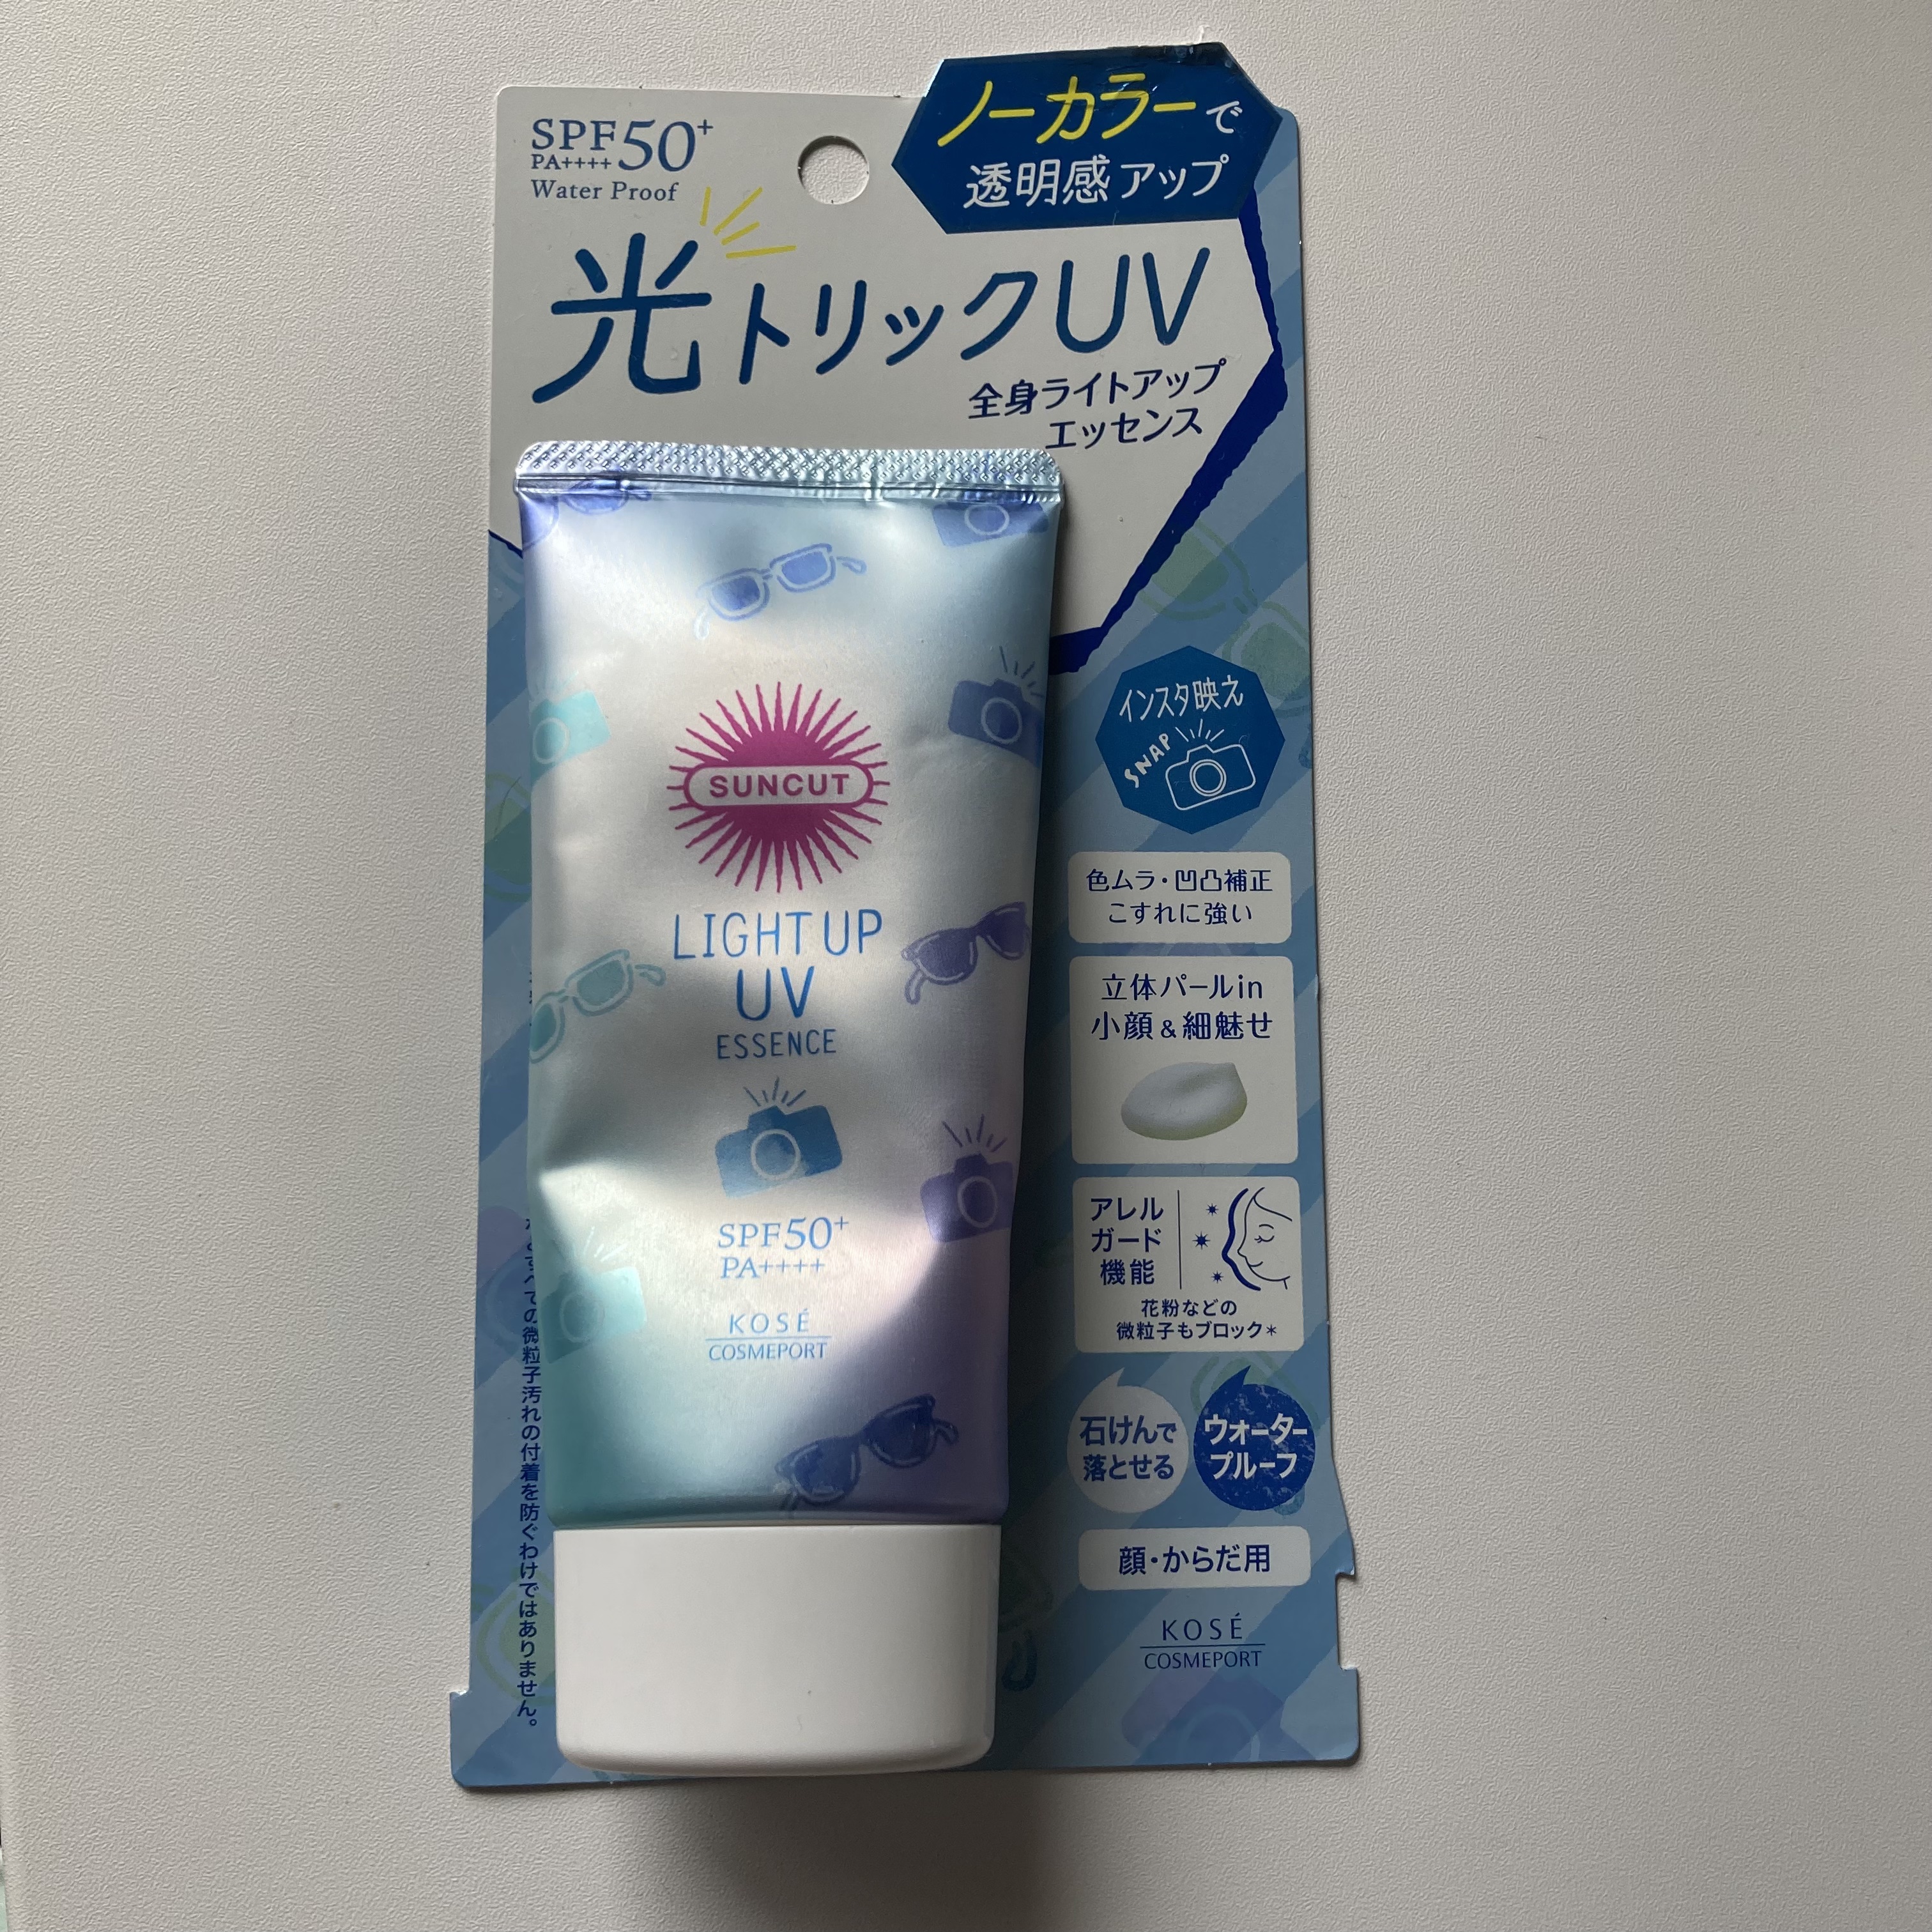 SPF50+
PA++++
Water Proof
ノーカラーで
透明感アップ
光トリックUV
全身ライトアップ
エッセンス
SUNCUT
LIGHT UP
UV
ESSENCE
SPF50+
PA++++
KOSÉ
COSMEPORT
インスタ映え
SNAP
色ムラ・凹凸補正
こすれに強い
立体パールin
小顔&細魅せ
アレル
ガード
機能
花粉などの
微粒子もブロック*
石けんで
落とせる
ウォーター
プルーフ
顔・からだ用
KOSÉ
COSMEPORT
すべての微粒子汚れの付着を防ぐわけではありません。